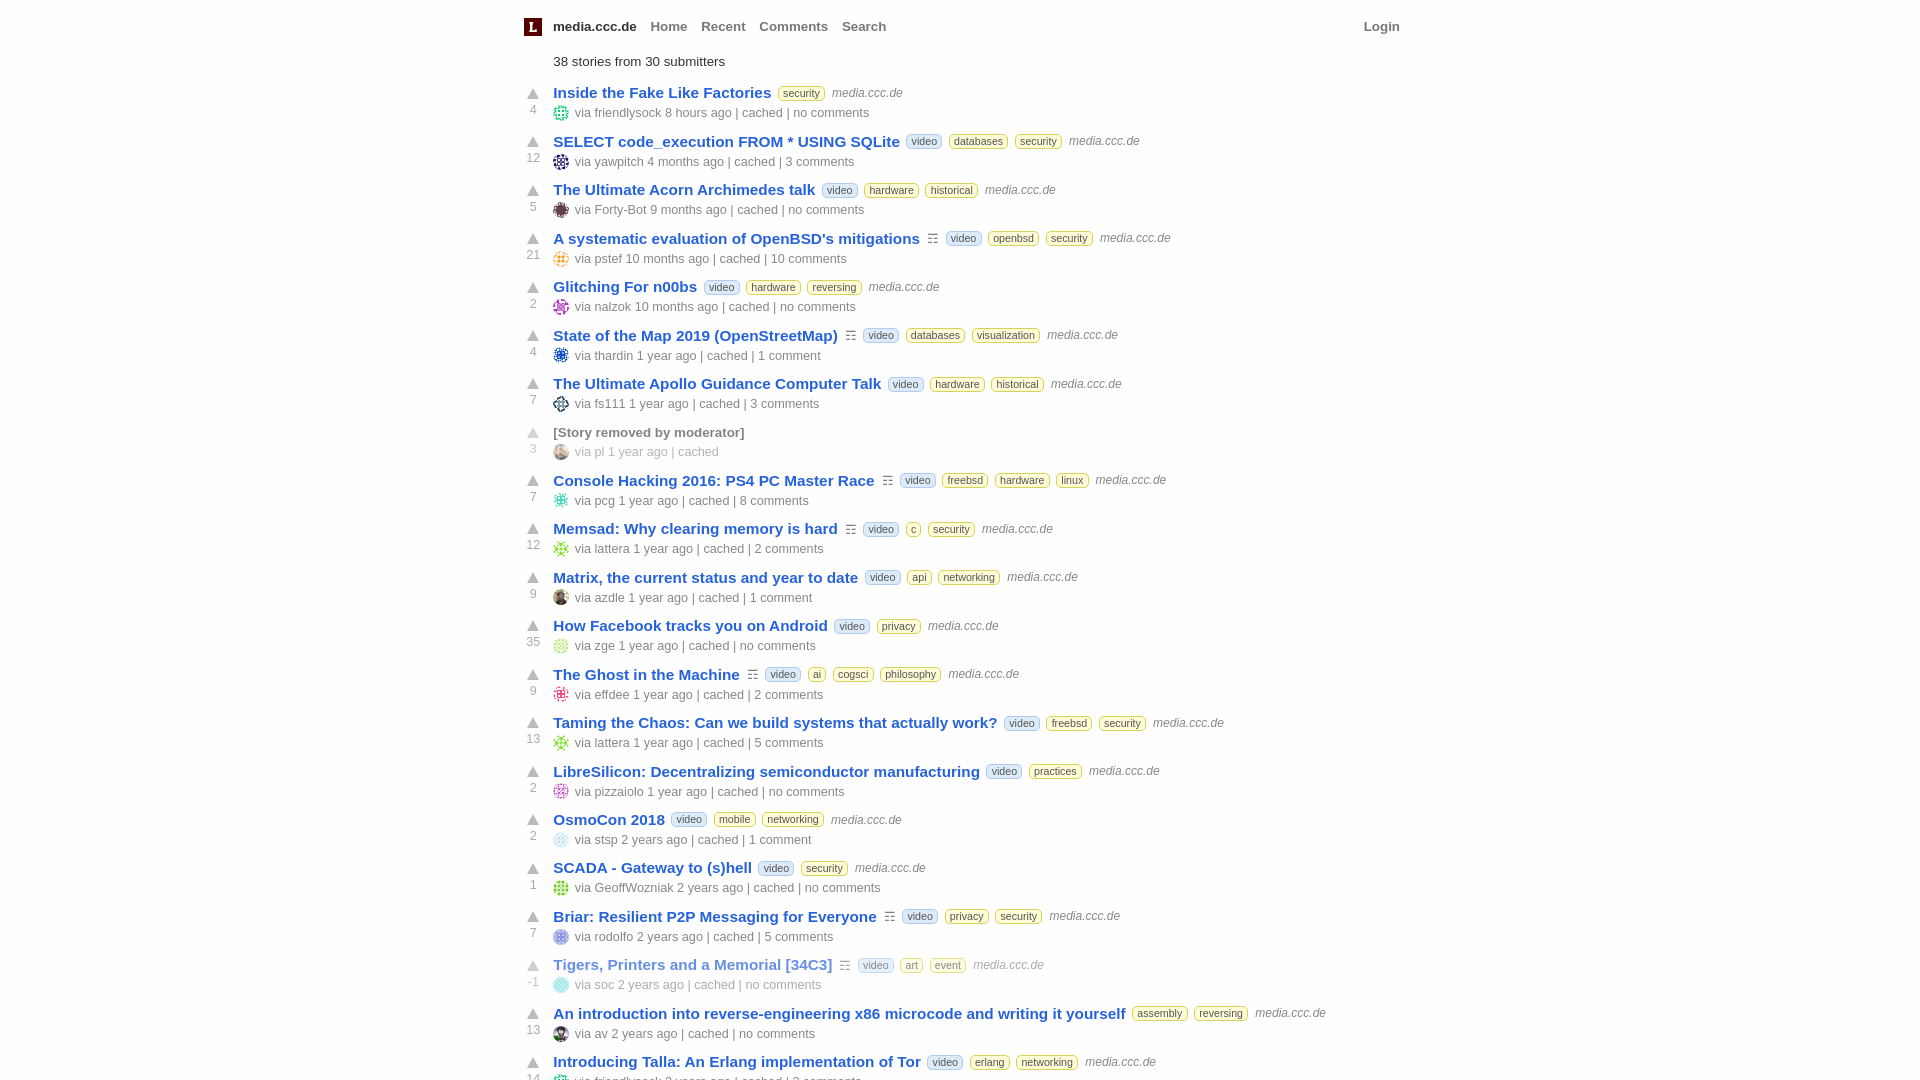 L media.ccc.de Home Recent Comments Search Login
38 stories from 30 submitters
Inside the Fake Like Factories security media.ccc.de
4 via friendlysock 8 hours ago | cached | no comments
SELECT code_execution FROM * USING SQLite video databases security media.ccc.de
12 via yawpitch 4 months ago | cached | 3 comments
The Ultimate Acorn Archimedes talk video hardware historical media.ccc.de
5 via Forty-Bot 9 months ago | cached | no comments
A systematic evaluation of OpenBSD's mitigations ☶ video openbsd security media.ccc.de
21 via pstef 10 months ago | cached | 10 comments
Glitching For n00bs video hardware reversing media.ccc.de
2 via nalzok 10 months ago | cached | no comments
State of the Map 2019 (OpenStreetMap) ☶ video databases visualization media.ccc.de
4 via thardin 1 year ago | cached | 1 comment
The Ultimate Apollo Guidance Computer Talk video hardware historical media.ccc.de
7 via fs111 1 year ago | cached | 3 comments
[Story removed by moderator]
3 via pl 1 year ago | cached
Console Hacking 2016: PS4 PC Master Race ☶ video freebsd hardware linux media.ccc.de
7 via pcg 1 year ago | cached | 8 comments
Memsad: Why clearing memory is hard ☶ video c security media.ccc.de
12 via lattera 1 year ago | cached | 2 comments
Matrix, the current status and year to date video api networking media.ccc.de
9 via azdle 1 year ago | cached | 1 comment
How Facebook tracks you on Android video privacy media.ccc.de
35 via zge 1 year ago | cached | no comments
The Ghost in the Machine ☶ video ai cogsci philosophy media.ccc.de
9 via effdee 1 year ago | cached | 2 comments
Taming the Chaos: Can we build systems that actually work? video freebsd security media.ccc.de
13 via lattera 1 year ago | cached | 5 comments
LibreSilicon: Decentralizing semiconductor manufacturing video practices media.ccc.de
2 via pizzaiolo 1 year ago | cached | no comments
OsmoCon 2018 video mobile networking media.ccc.de
2 via stsp 2 years ago | cached | 1 comment
SCADA - Gateway to (s)hell video security media.ccc.de
1 via GeoffWozniak 2 years ago | cached | no comments
Briar: Resilient P2P Messaging for Everyone ☶ video privacy security media.ccc.de
7 via rodolfo 2 years ago | cached | 5 comments
Tigers, Printers and a Memorial [34C3] ☶ video art event media.ccc.de
-1 via soc 2 years ago | cached | no comments
An introduction into reverse-engineering x86 microcode and writing it yourself assembly reversing media.ccc.de
13 via av 2 years ago | cached | no comments
Introducing Talla: An Erlang implementation of Tor video erlang networking media.ccc.de
14 via friendlysock